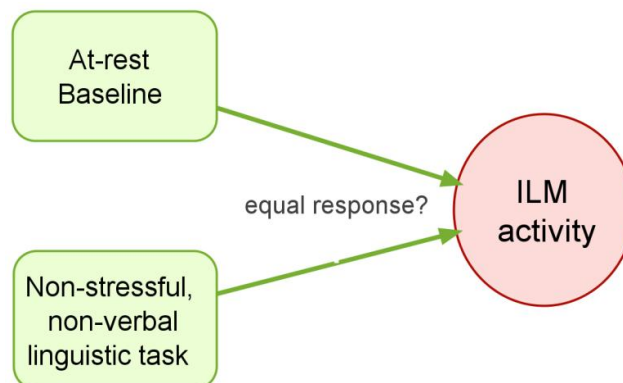 At-rest
Baseline
equal response?
ILM
activity
Non-stressful,
non-verbal
linguistic task